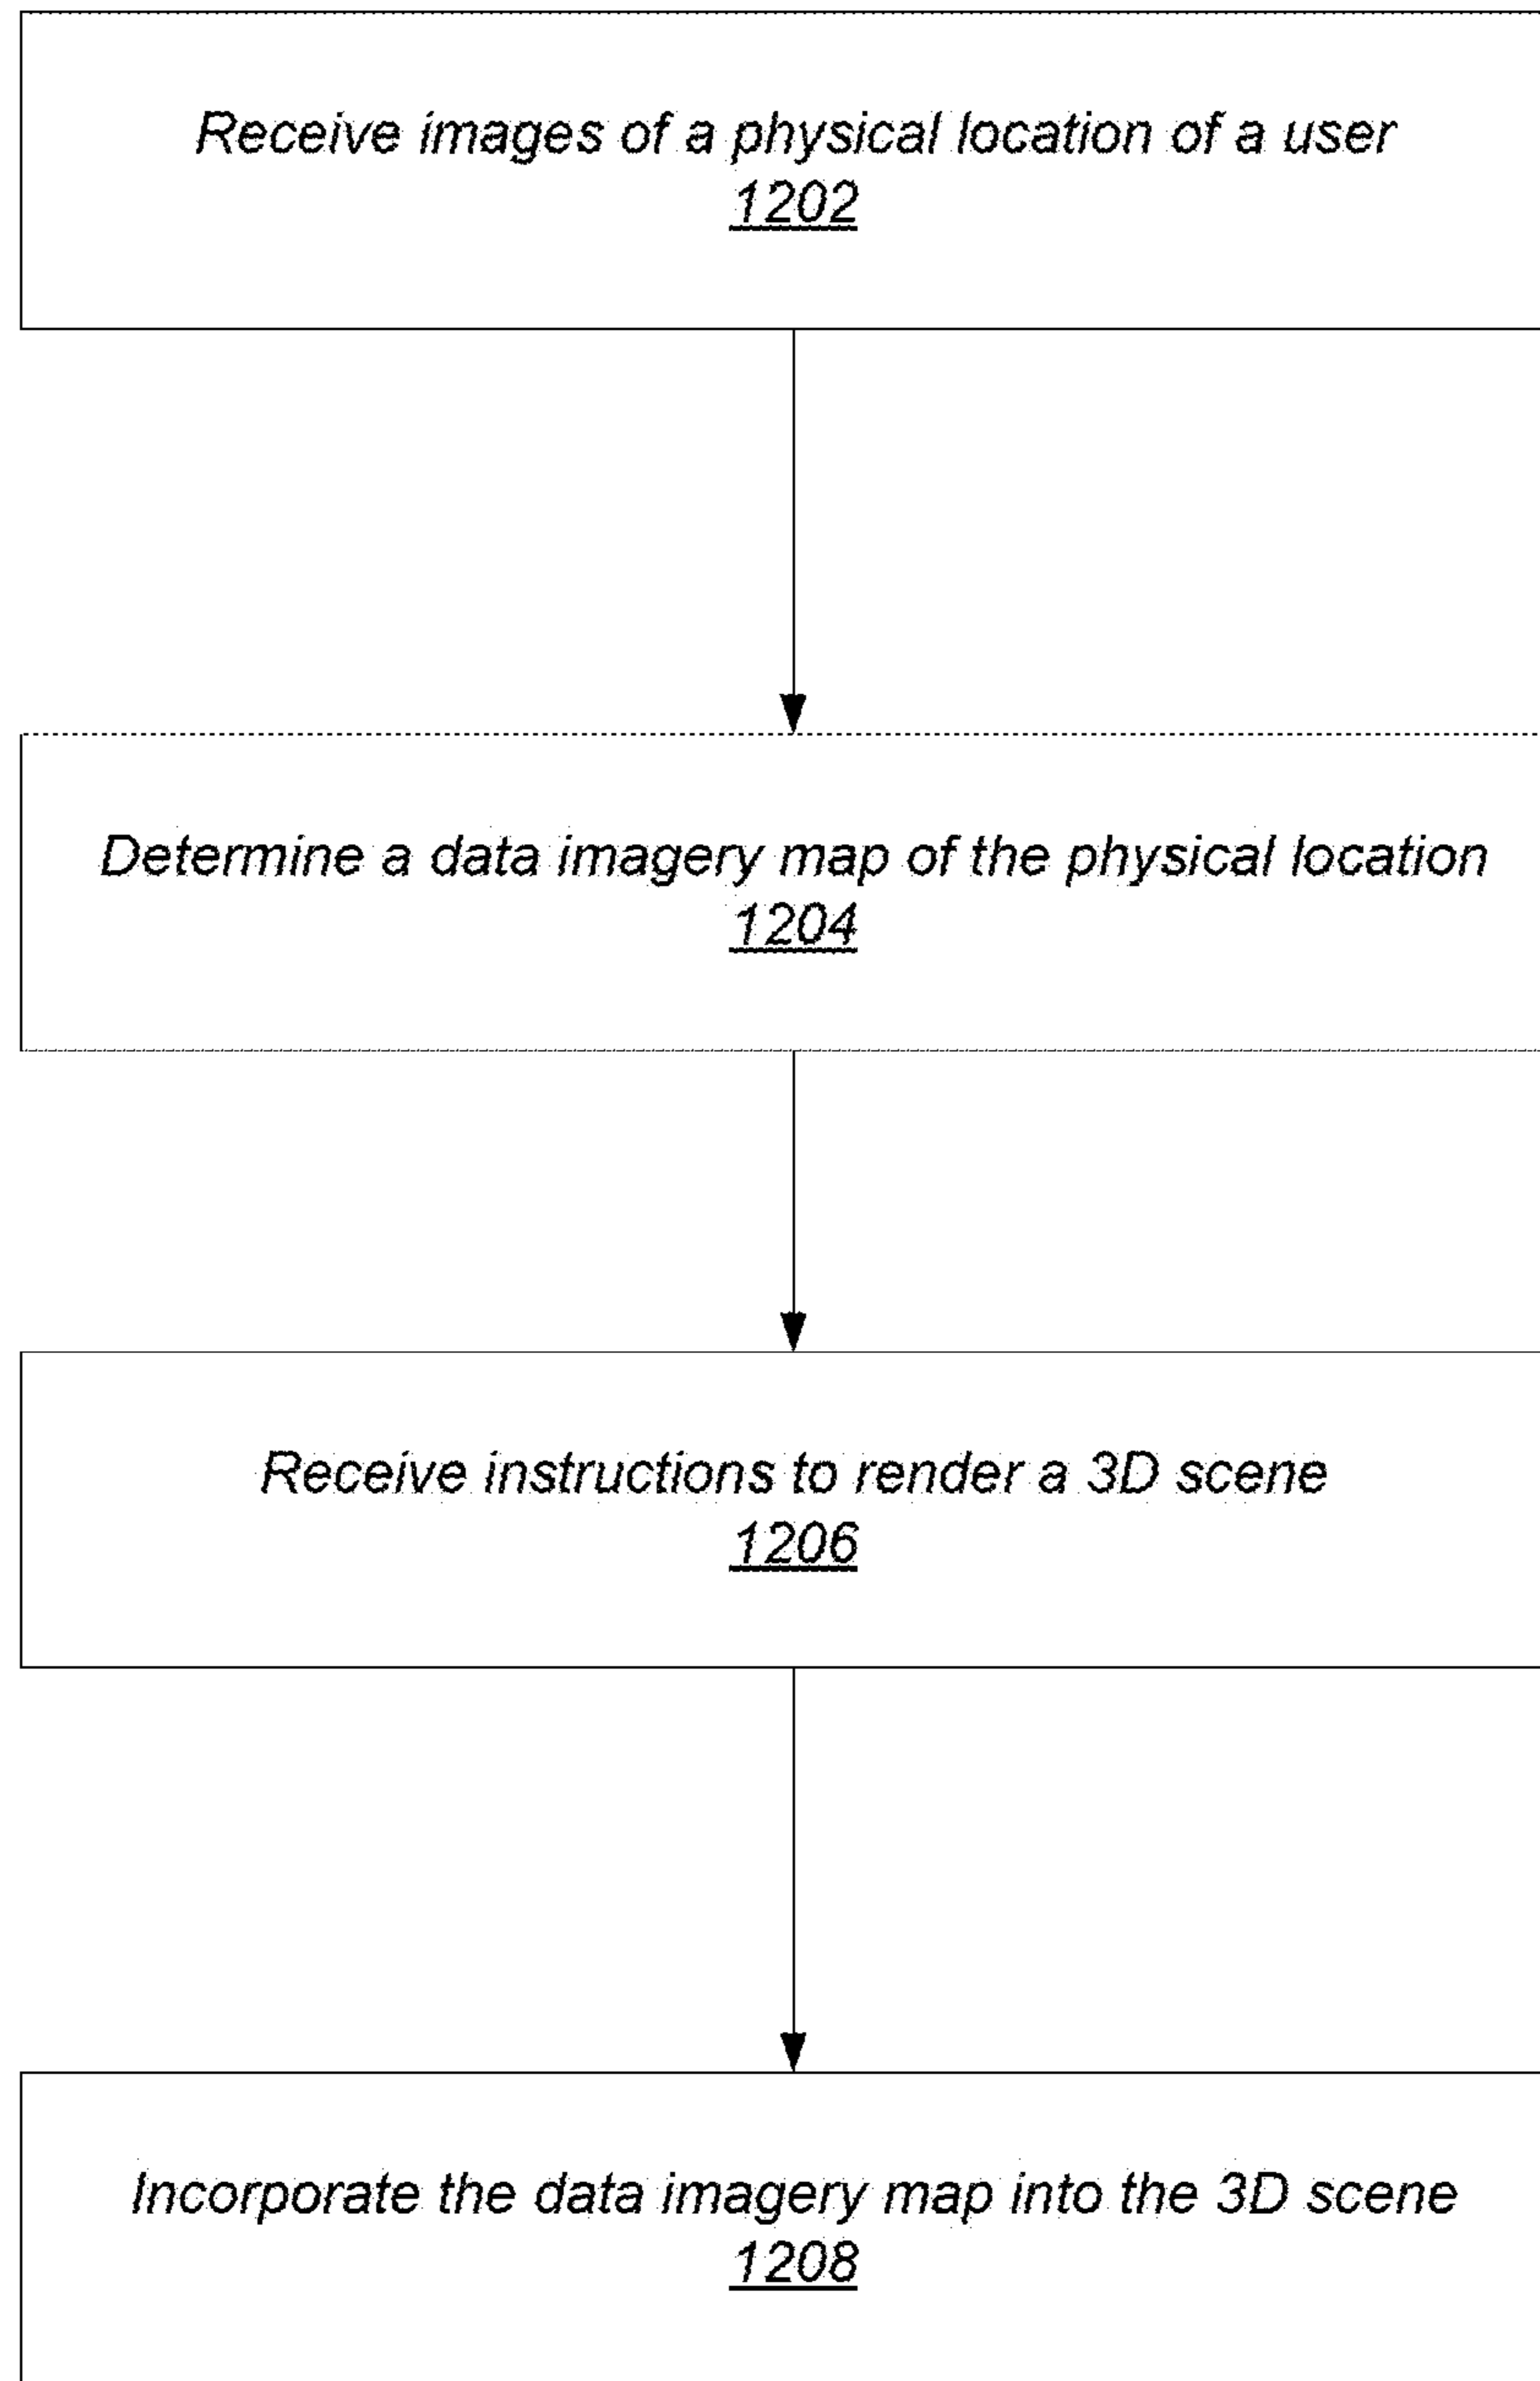 Receive images of a physical location of a user
1202
Determine a data imagery map of the physical location
1204
Receive instructions to render a 3D scene
1206
Incorporate the data imagery map into the 3D scene
1208